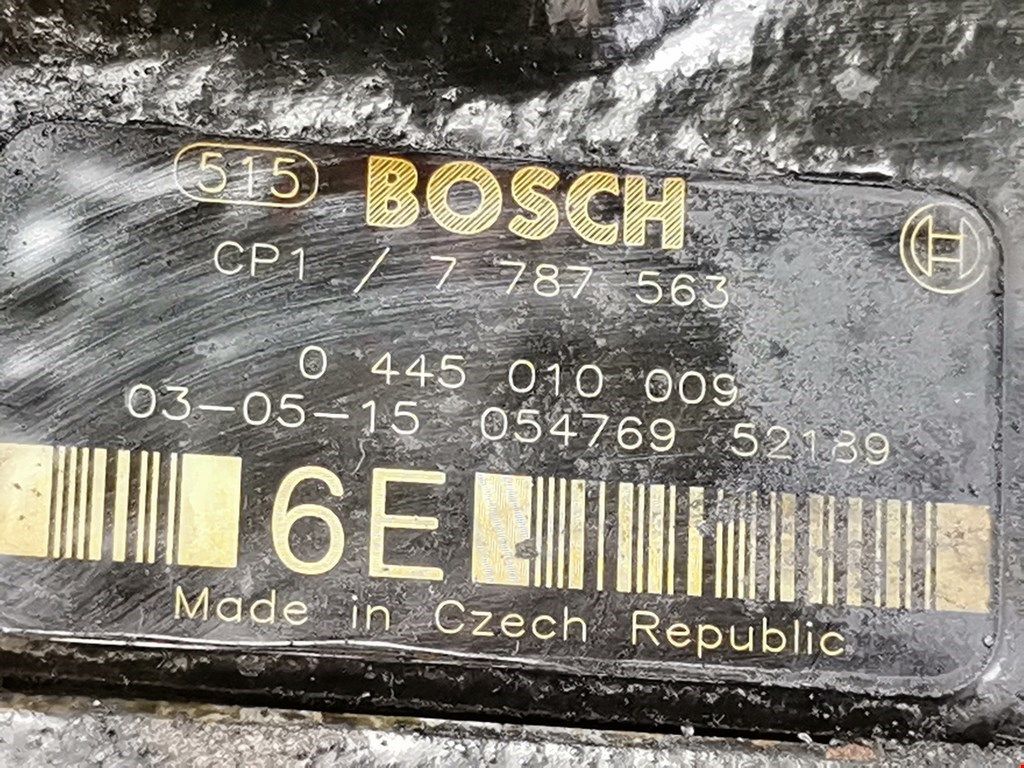 515 BOSCH
CP1 / 7 787 563
0 445 010 009
03-05-15 054769 52189
6E
Made in Czech Republic